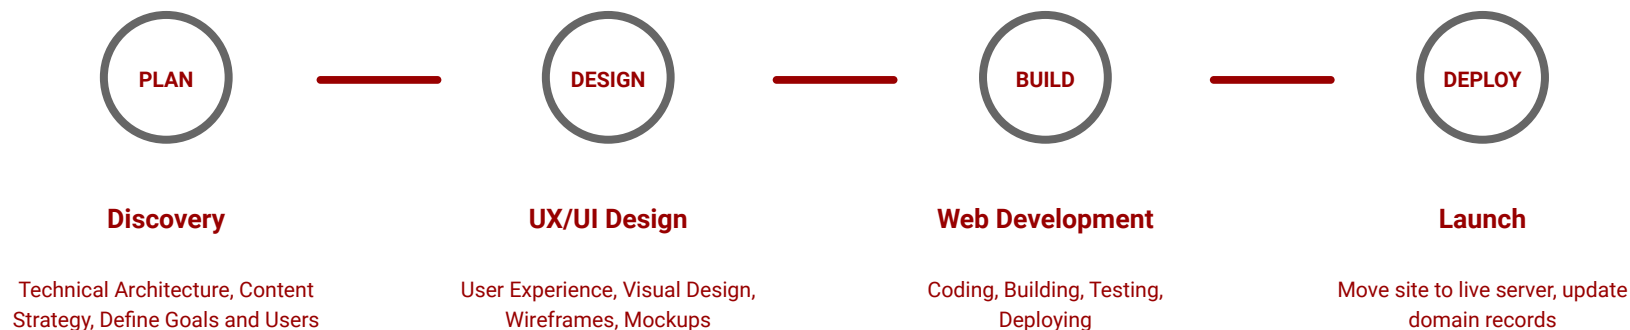 PLAN
DESIGN
BUILD
DEPLOY
Discovery
UX/UI Design
Web Development
Launch
Technical Architecture, Content
Strategy, Define Goals and Users
User Experience, Visual Design,
Wireframes, Mockups
Coding, Building, Testing,
Deploying
Move site to live server, update
domain records